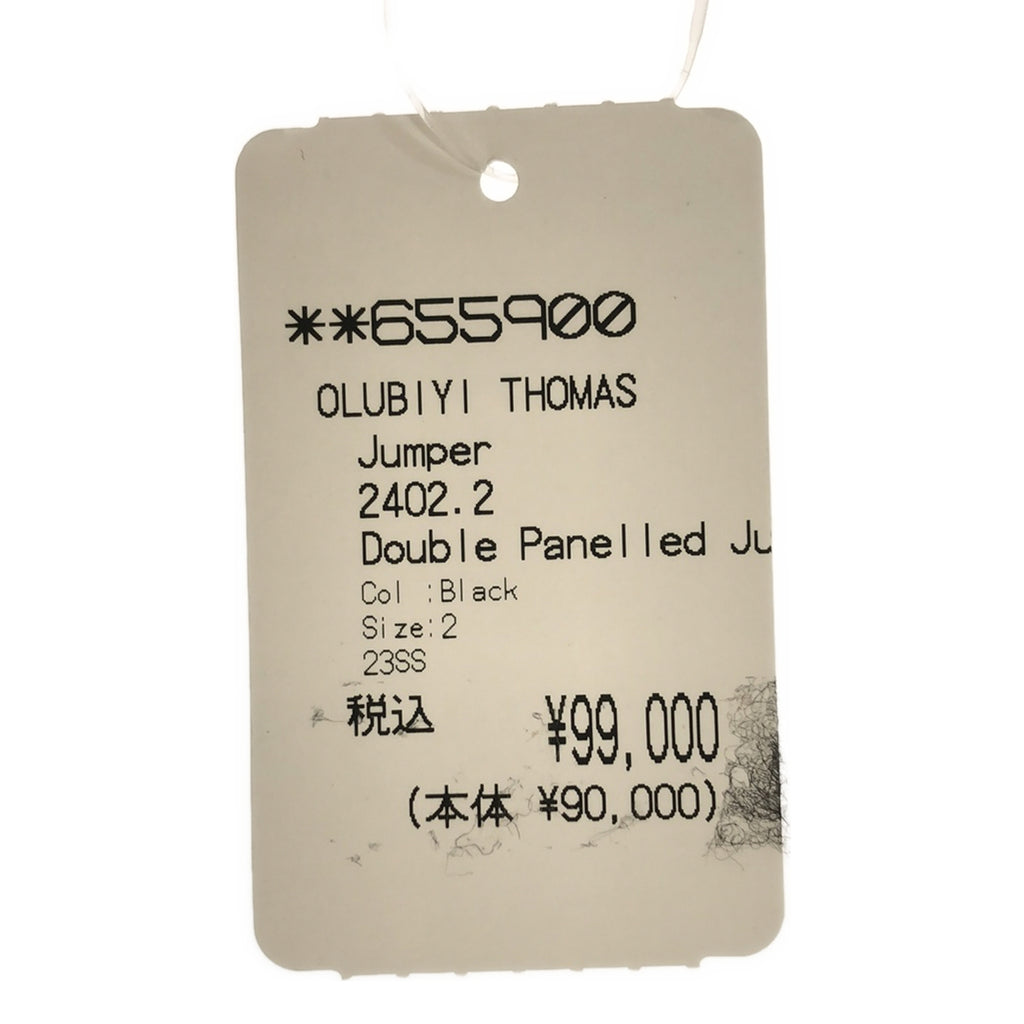 **655900
OLUBIYI THOMAS
Jumper
2402.2
Double Panelled Ju
Col :Black
Size:2
23SS
税込 ¥99,000
(本体 ¥90,000)